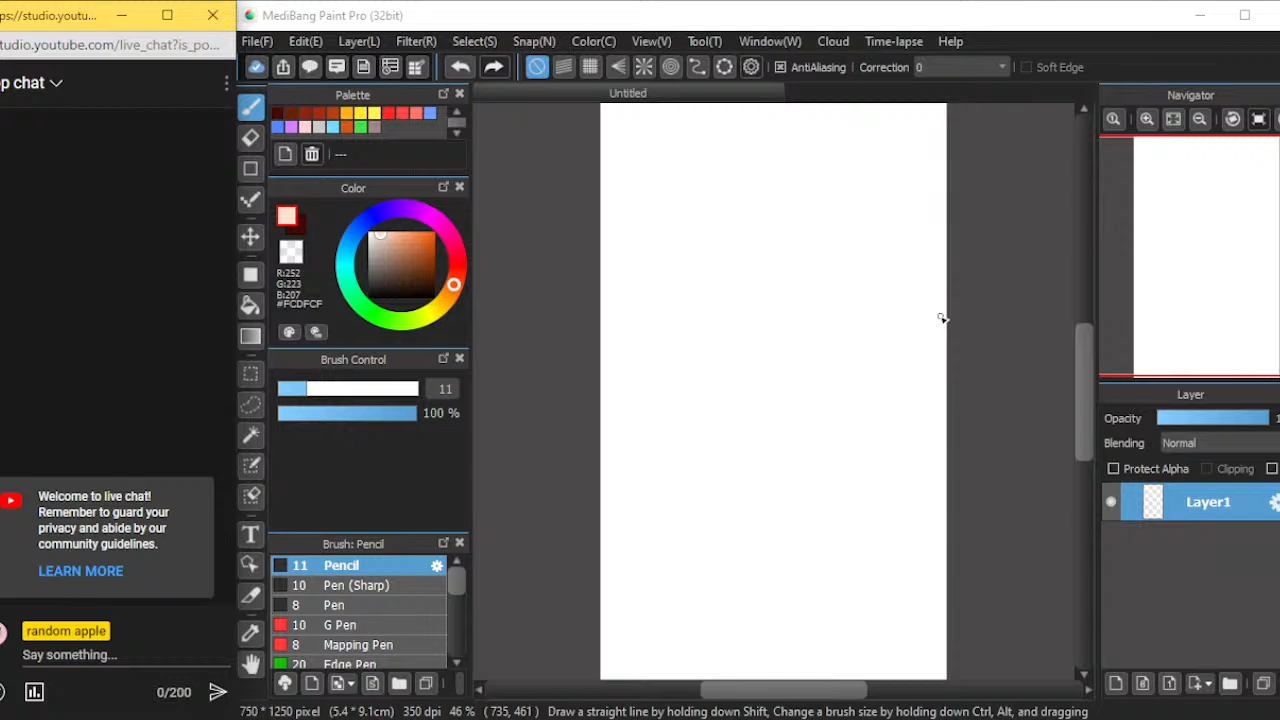 ps://studio.youtu...
tudio.youtube.com/live_chat?is_po...
p chat
Welcome to live chat!
Remember to guard your
privacy and abide by our
community guidelines.
LEARN MORE
random apple
Say something...
0/200
MediBang Paint Pro (32bit)
File(F) Edit(E) Layer(L) Filter(R) Select(S) Snap(N) Color(C) View(V) Tool(T) Window(W) Cloud Time-lapse Help
AntiAliasing Correction 0 Soft Edge
Palette
---
Color
R:252
G:223
B:207
#FCDFCF
Brush Control
11
100 %
Brush: Pencil
11 Pencil
10 Pen (Sharp)
8 Pen
10 G Pen
8 Mapping Pen
20 Edge Pen
Untitled
Navigator
Layer
Opacity 1
Blending Normal
Protect Alpha Clipping
Layer1
750 * 1250 pixel (5.4 * 9.1cm) 350 dpi 46 % ( 735, 461 ) Draw a straight line by holding down Shift, Change a brush size by holding down Ctrl, Alt, and dragging